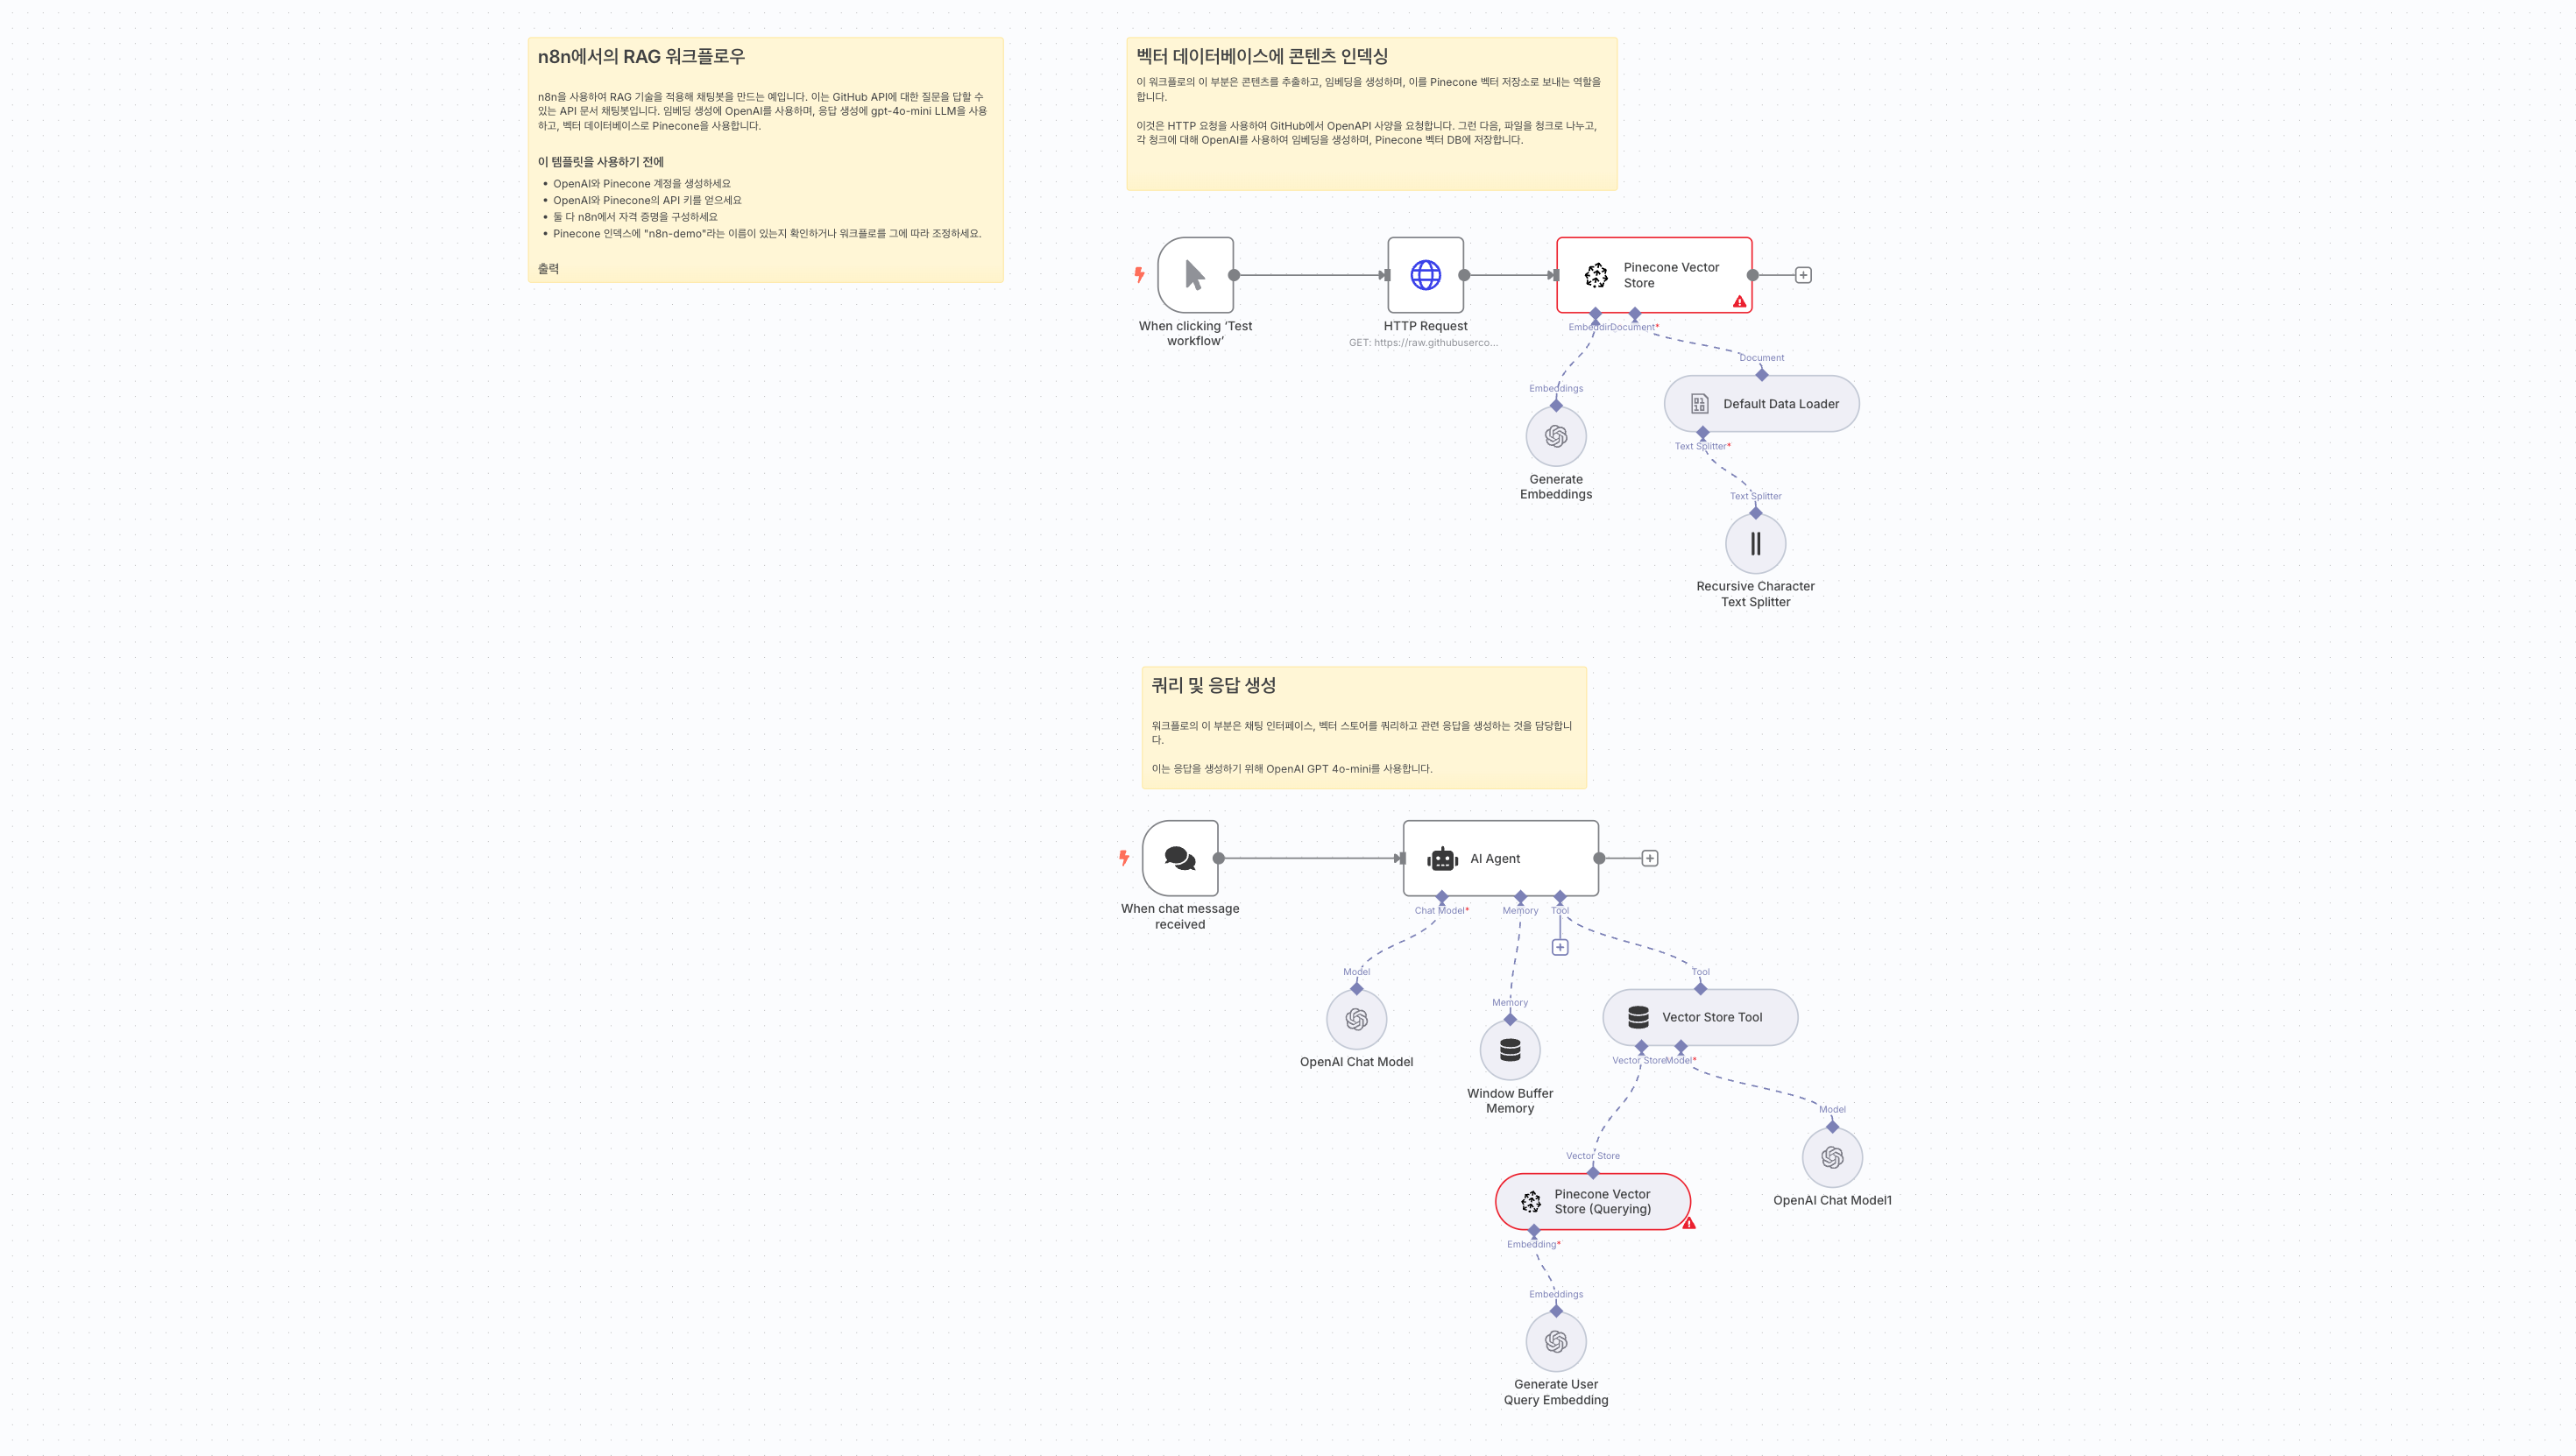 n8n에서의 RAG 워크플로우
n8n을 사용하여 RAG 기술을 적용해 채팅봇을 만드는 예입니다. 이는 GitHub API에 대한 질문을 답할 수
있는 API 문서 채팅봇입니다. 임베딩 생성에 OpenAI를 사용하며, 응답 생성에 gpt-4o-mini LLM을 사용
하고, 벡터 데이터베이스로 Pinecone을 사용합니다.
이 템플릿을 사용하기 전에
• OpenAI와 Pinecone 계정을 생성하세요
• OpenAI와 Pinecone의 API 키를 얻으세요
• 둘 다 n8n에서 자격 증명을 구성하세요
• Pinecone 인덱스에 "n8n-demo"라는 이름이 있는지 확인하거나 워크플로를 그에 따라 조정하세요.
출력
벡터 데이터베이스에 콘텐츠 인덱싱
이 워크플로의 이 부분은 콘텐츠를 추출하고, 임베딩을 생성하며, 이를 Pinecone 벡터 저장소로 보내는 역할을
합니다.
이것은 HTTP 요청을 사용하여 GitHub에서 OpenAPI 사양을 요청합니다. 그런 다음, 파일을 청크로 나누고,
각 청크에 대해 OpenAI를 사용하여 임베딩을 생성하며, Pinecone 벡터 DB에 저장합니다.
When clicking ‘Test
workflow’
HTTP Request
GET: https://raw.githubuserco...
Pinecone Vector
Store
Document*
Embeddings
Generate
Embeddings
Document
Default Data Loader
Text Splitter*
Text Splitter
Recursive Character
Text Splitter
쿼리 및 응답 생성
워크플로의 이 부분은 채팅 인터페이스, 벡터 스토어를 쿼리하고 관련 응답을 생성하는 것을 담당합니
다.
이는 응답을 생성하기 위해 OpenAI GPT 4o-mini를 사용합니다.
When chat message
received
AI Agent
Chat Model*
Memory
Tool
Model
OpenAI Chat Model
Memory
Window Buffer
Memory
Tool
Vector Store Tool
Vector Store
Model*
Model
OpenAI Chat Model1
Vector Store
Pinecone Vector
Store (Querying)
Embedding*
Embeddings
Generate User
Query Embedding